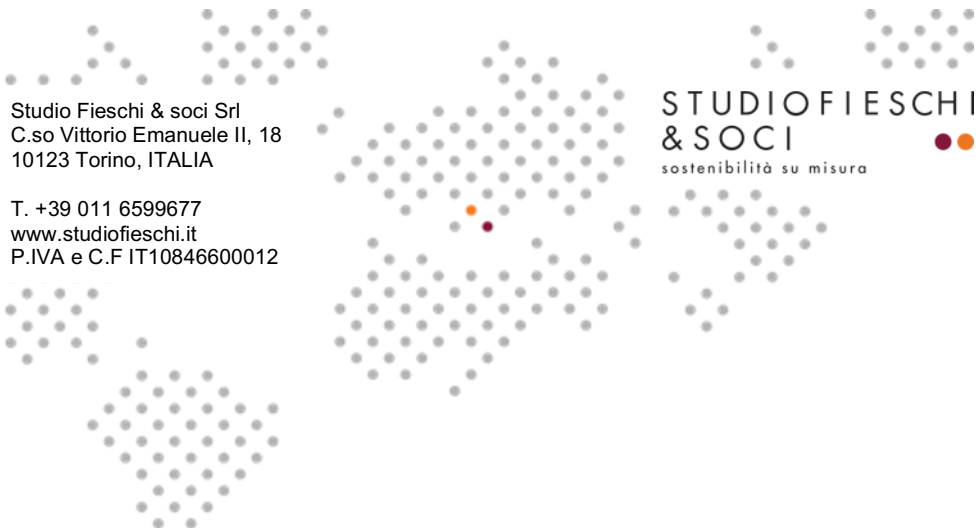 Studio Fieschi & soci Srl
C.so Vittorio Emanuele II, 18
10123 Torino, ITALIA
T. +39 011 6599677
www.studiofieschi.it
P.IVA e C.F IT10846600012
STUDIOFIESCHI
&SOCI
sostenibilità su misura